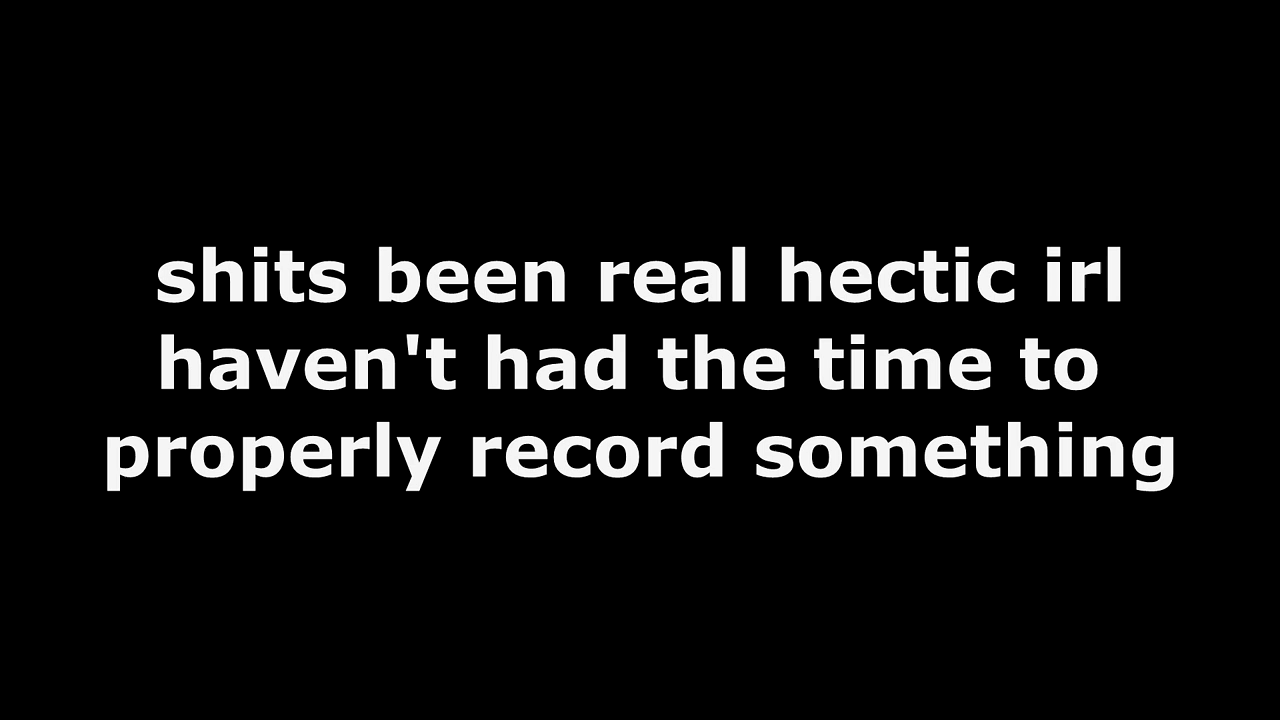 shits been real hectic irl
haven't had the time to
properly record something